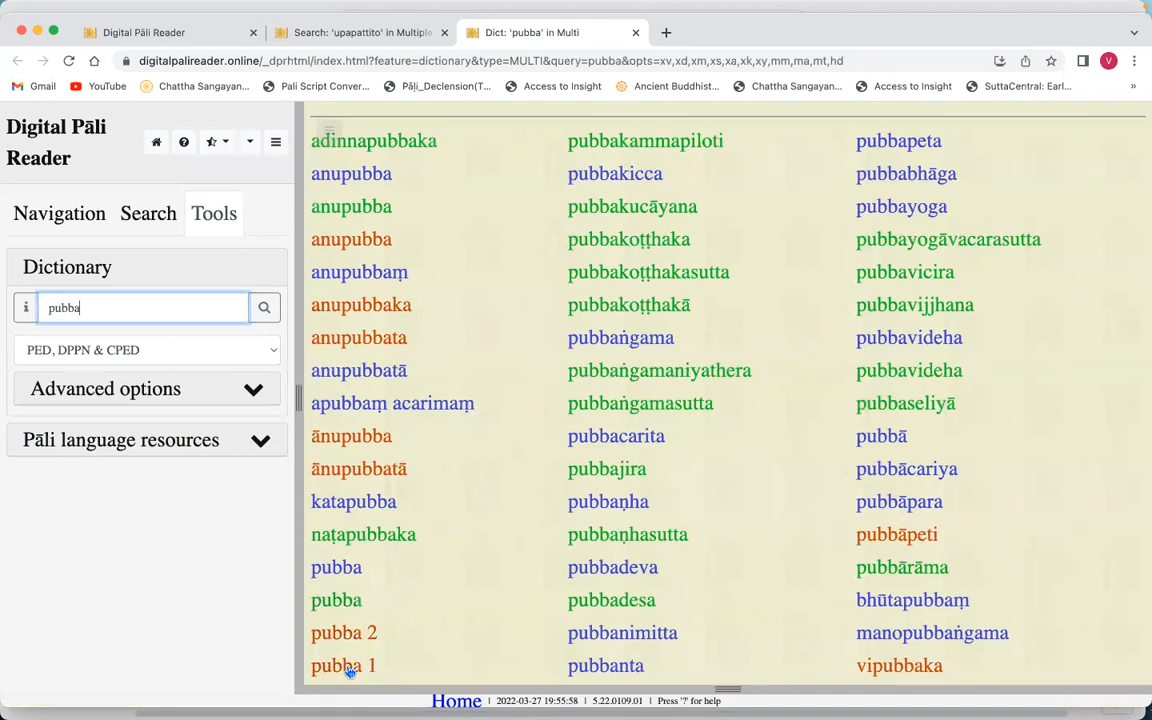 Digital Pāli Reader
Search: 'upapattito' in Multiple
Dict: 'pubba' in Multi
digitalpalireader.online/_dprhtml/index.html?feature=dictionary&type=MULTI&query=pubba&opts=xv,xd,xm,xs,xa,xk,xy,mm,ma,mt,hd
V
Gmail
YouTube
Chattha Sangayan...
Pali Script Conver...
Pāḷi_Declension(T...
Access to Insight
Ancient Buddhist...
Chattha Sangayan...
Access to Insight
SuttaCentral: Earl...
»
Digital Pāli
Reader
Navigation Search Tools
Dictionary
pubba
PED, DPPN & CPED
Advanced options
Pāli language resources
adinnapubbaka
anupubba
anupubba
anupubba
anupubbaṃ
anupubbaka
anupubbata
anupubbatā
apubbaṃ acarimaṃ
ānupubba
ānupubbatā
katapubba
naṭapubbaka
pubba
pubba
pubba 2
pubba 1
pubbakammapiloti
pubbakicca
pubbakucāyana
pubbakoṭṭhaka
pubbakoṭṭhakasutta
pubbakoṭṭhakā
pubbaṅgama
pubbaṅgamaniyathera
pubbaṅgamasutta
pubbacarita
pubbajira
pubbaṇha
pubbaṇhasutta
pubbadeva
pubbadesa
pubbanimitta
pubbanta
pubbapeta
pubbabhāga
pubbayoga
pubbayogāvacarasutta
pubbavicira
pubbavijjhana
pubbavideha
pubbavideha
pubbaseliyā
pubbā
pubbācariya
pubbāpara
pubbāpeti
pubbārāma
bhūtapubbaṃ
manopubbaṅgama
vipubbaka
Home | 2022-03-27 19:55:58 | 5.22.0109.01 | Press '?' for help